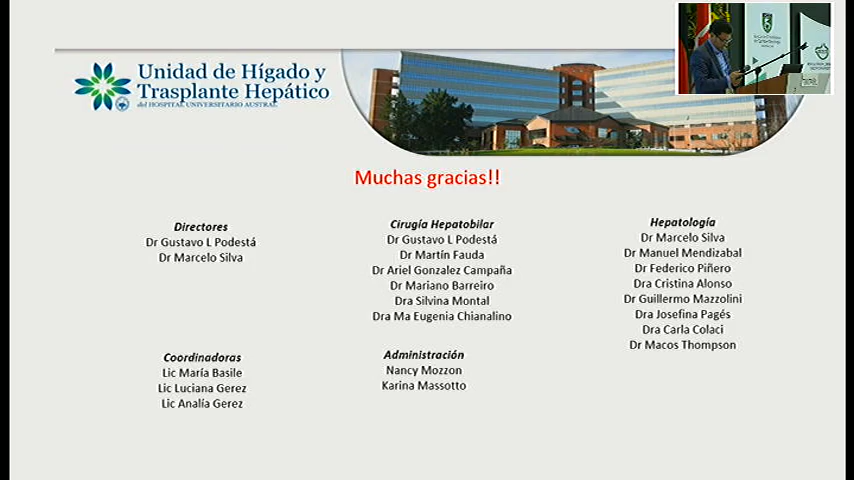 Unidad de Hígado y
Trasplante Hepático
del HOSPITAL UNIVERSITARIO AUSTRAL
Muchas gracias!!
Directores
Dr Gustavo L Podestá
Dr Marcelo Silva
Cirugía Hepatobilar
Dr Gustavo L Podestá
Dr Martín Fauda
Dr Ariel Gonzalez Campaña
Dr Mariano Barreiro
Dra Silvina Montal
Dra Ma Eugenia Chianalino
Hepatología
Dr Marcelo Silva
Dr Manuel Mendizabal
Dr Federico Piñero
Dra Cristina Alonso
Dr Guillermo Mazzolini
Dra Josefina Pagés
Dra Carla Colaci
Dr Macos Thompson
Coordinadoras
Lic María Basile
Lic Luciana Gerez
Lic Analía Gerez
Administración
Nancy Mozzon
Karina Massotto